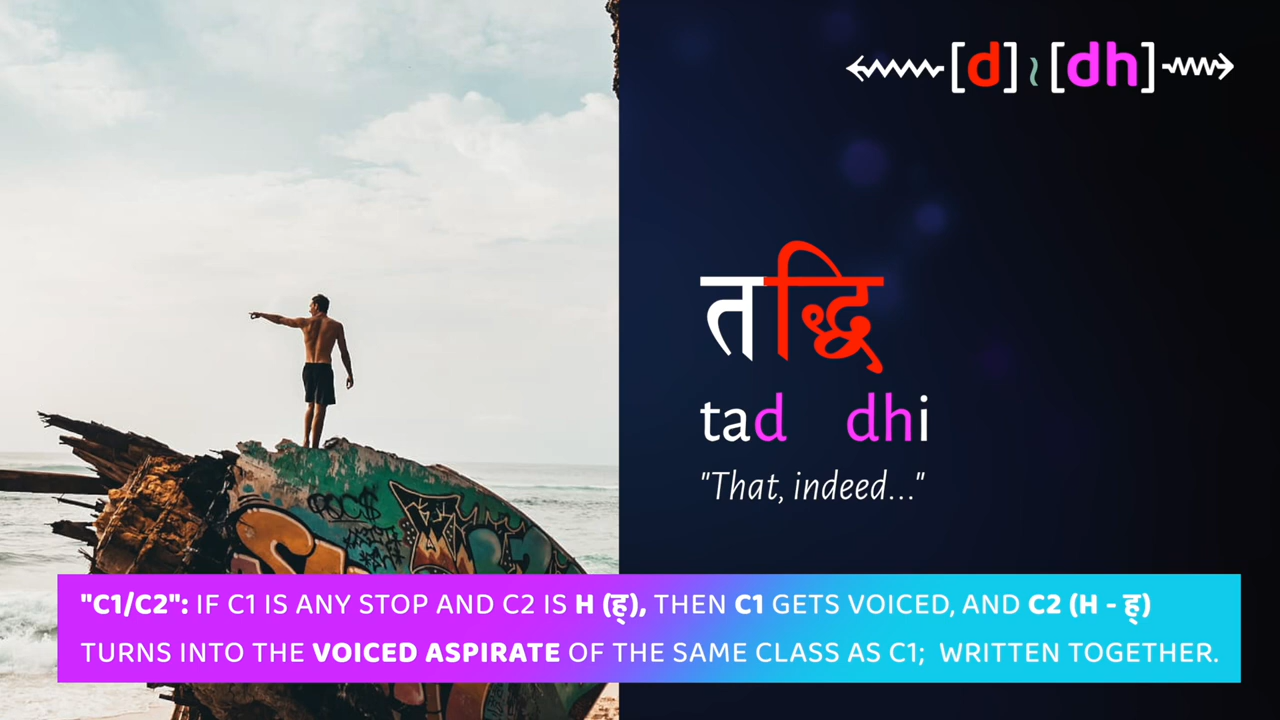 [d] ~ [dh]
तद्धि
tad dhi
"That, indeed..."
"C1/C2": IF C1 IS ANY STOP AND C2 IS H (ह्), THEN C1 GETS VOICED, AND C2 (H - ह्)
TURNS INTO THE VOICED ASPIRATE OF THE SAME CLASS AS C1; WRITTEN TOGETHER.